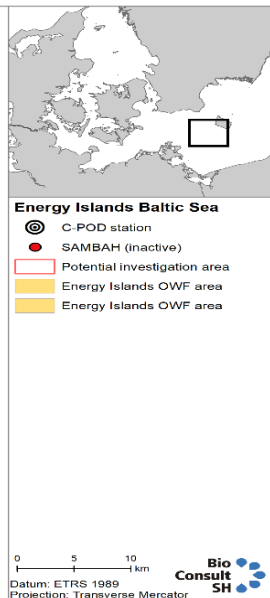 Energy Islands Baltic Sea
C-POD station
SAMBAH (inactive)
Potential investigation area
Energy Islands OWF area
Energy Islands OWF area
0 5 10
km
Bio
Consult
SH
Datum: ETRS 1989
Projection: Transverse Mercator